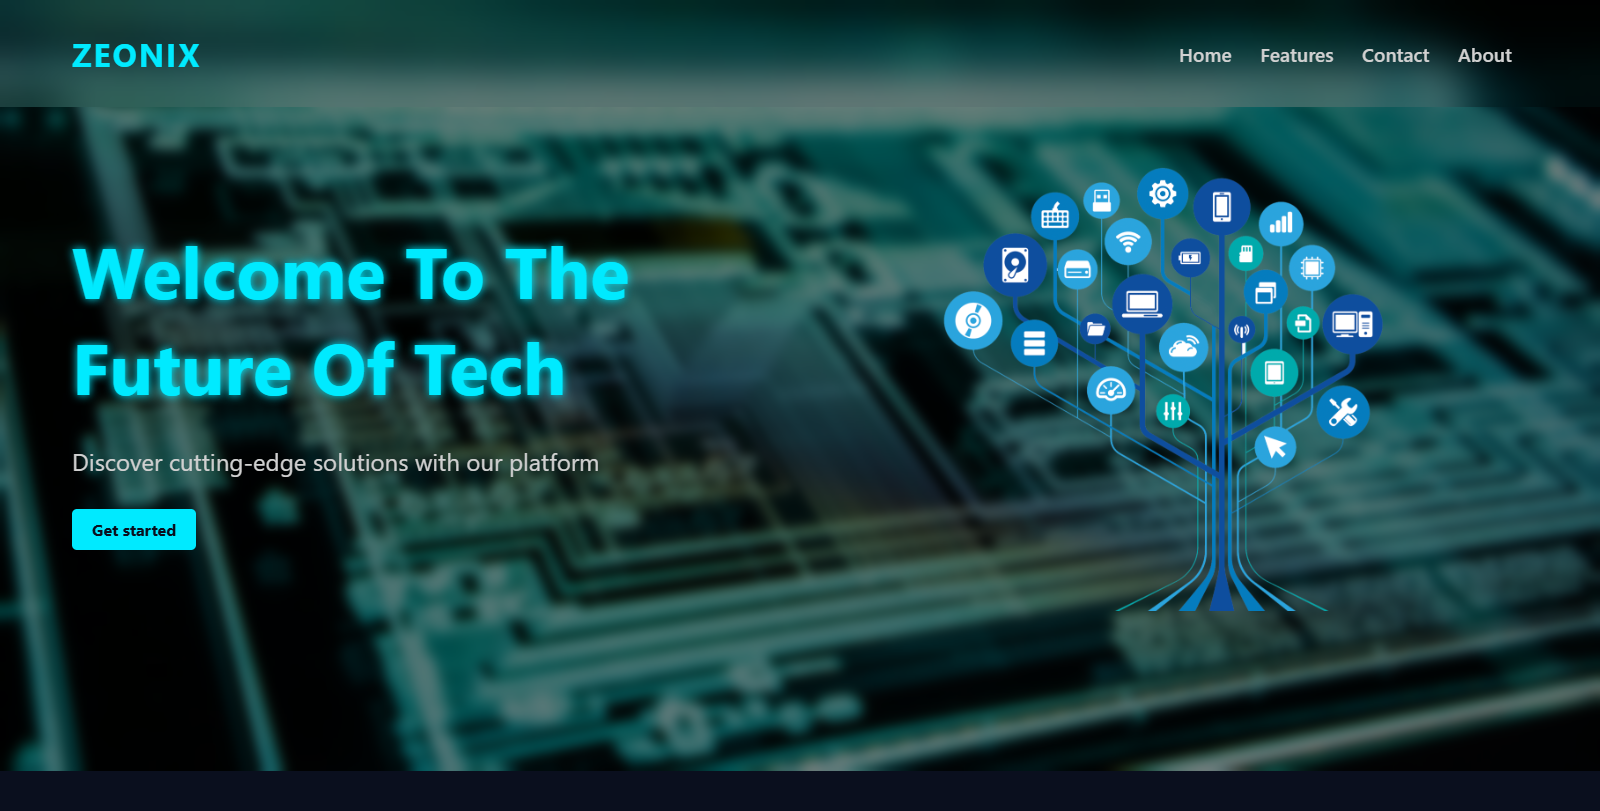 ZEONIX
Home Features Contact About
Welcome To The
Future Of Tech
Discover cutting-edge solutions with our platform
Get started